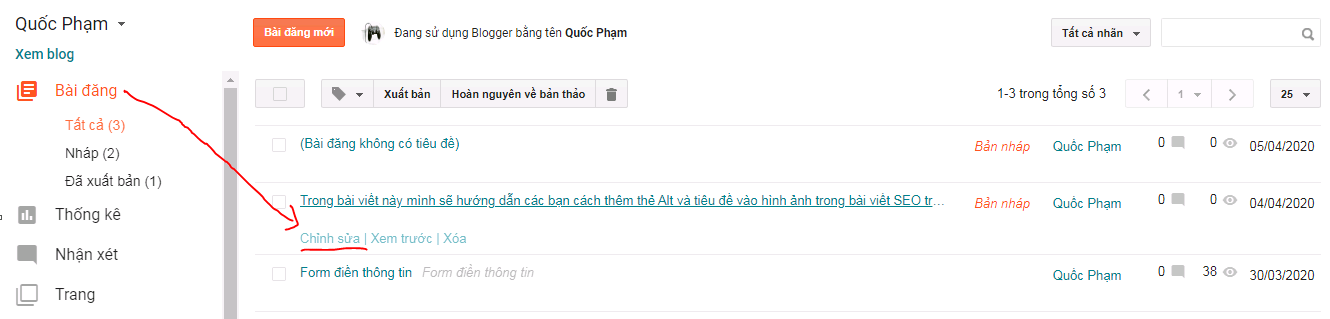 Quốc Phạm
Xem blog
Bài đăng
Tất cả (3)
Nháp (2)
Đã xuất bản (1)
Thống kê
Nhận xét
Trang
Bài đăng mới Đang sử dụng Blogger bằng tên Quốc Phạm Tất cả nhãn
Xuất bản Hoàn nguyên về bản thảo 1-3 trong tổng số 3 1 25
(Bài đăng không có tiêu đề) Bản nháp Quốc Phạm 0 0 05/04/2020
Trong bài viết này mình sẽ hướng dẫn các bạn cách thêm thẻ Alt và tiêu đề vào hình ảnh trong bài viết SEO tr... Bản nháp Quốc Phạm 0 0 04/04/2020
Chỉnh sửa | Xem trước | Xóa
Form điền thông tin Form điền thông tin Quốc Phạm 0 38 30/03/2020